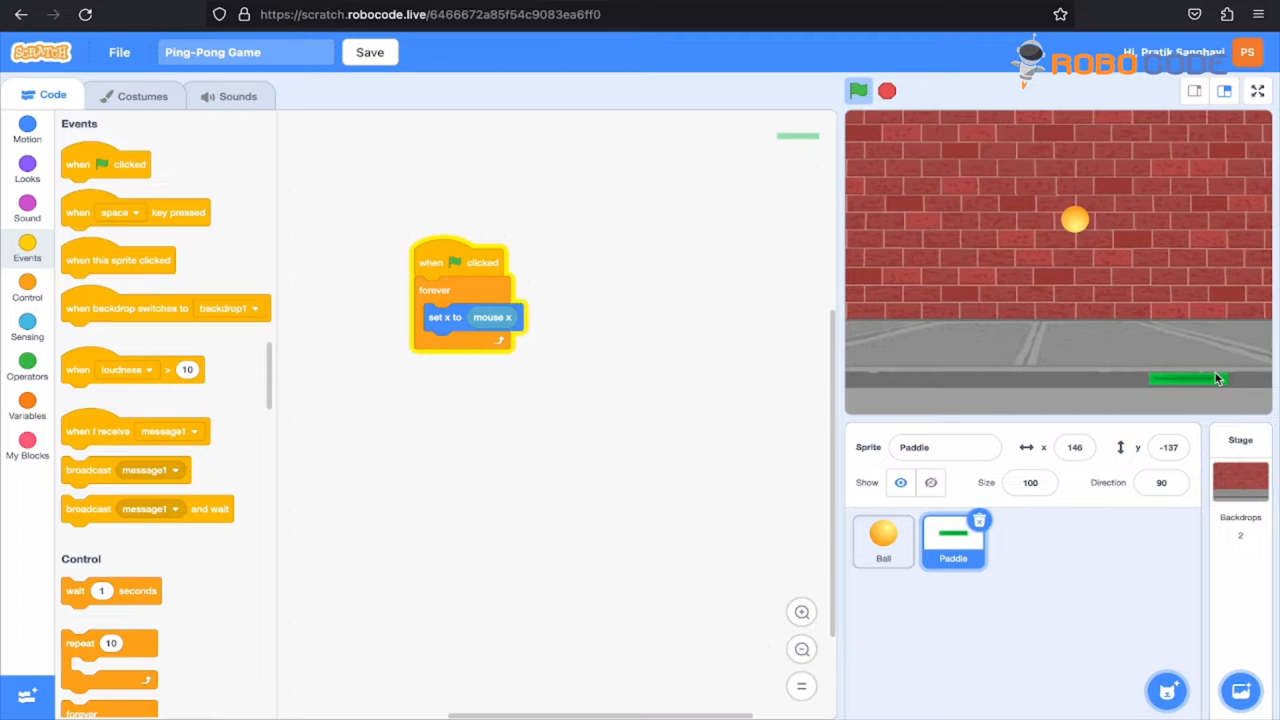 https://scratch.robocode.live/6466672a85f54c9083ea6ff0
SCRATCH File Ping-Pong Game Save Hi, Pratik Sanghavi PS
ROBOCODE
Code Costumes Sounds
Motion
Looks
Sound
Events
Control
Sensing
Operators
Variables
My Blocks
Events
when clicked
when space key pressed
when this sprite clicked
when backdrop switches to backdrop1
when loudness > 10
when I receive message1
broadcast message1
broadcast message1 and wait
Control
wait 1 seconds
repeat 10
forever
when clicked
forever
set x to mouse x
Sprite Paddle x 146 y -137
Show Size 100 Direction 90
Ball
Paddle
Stage
Backdrops
2